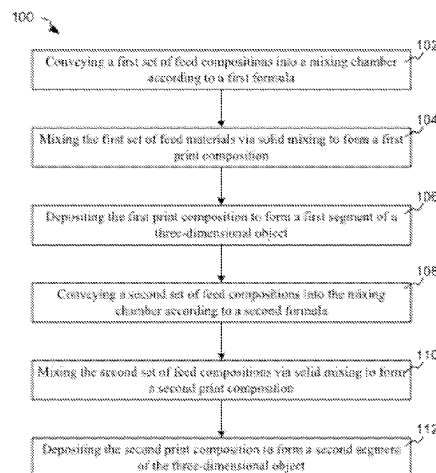 100
102
Conveying a first set of feed compositions into a mixing chamber
according to a first formula
104
Mixing the first set of feed materials via solid mixing to form a first
print composition
106
Depositing the first print composition to form a first segment of a
three-dimensional object
108
Conveying a second set of feed compositions into the mixing
chamber according to a second formula
110
Mixing the second set of feed compositions via solid mixing to form
a second print composition
112
Depositing the second print composition to form a second segment
of the three-dimensional object